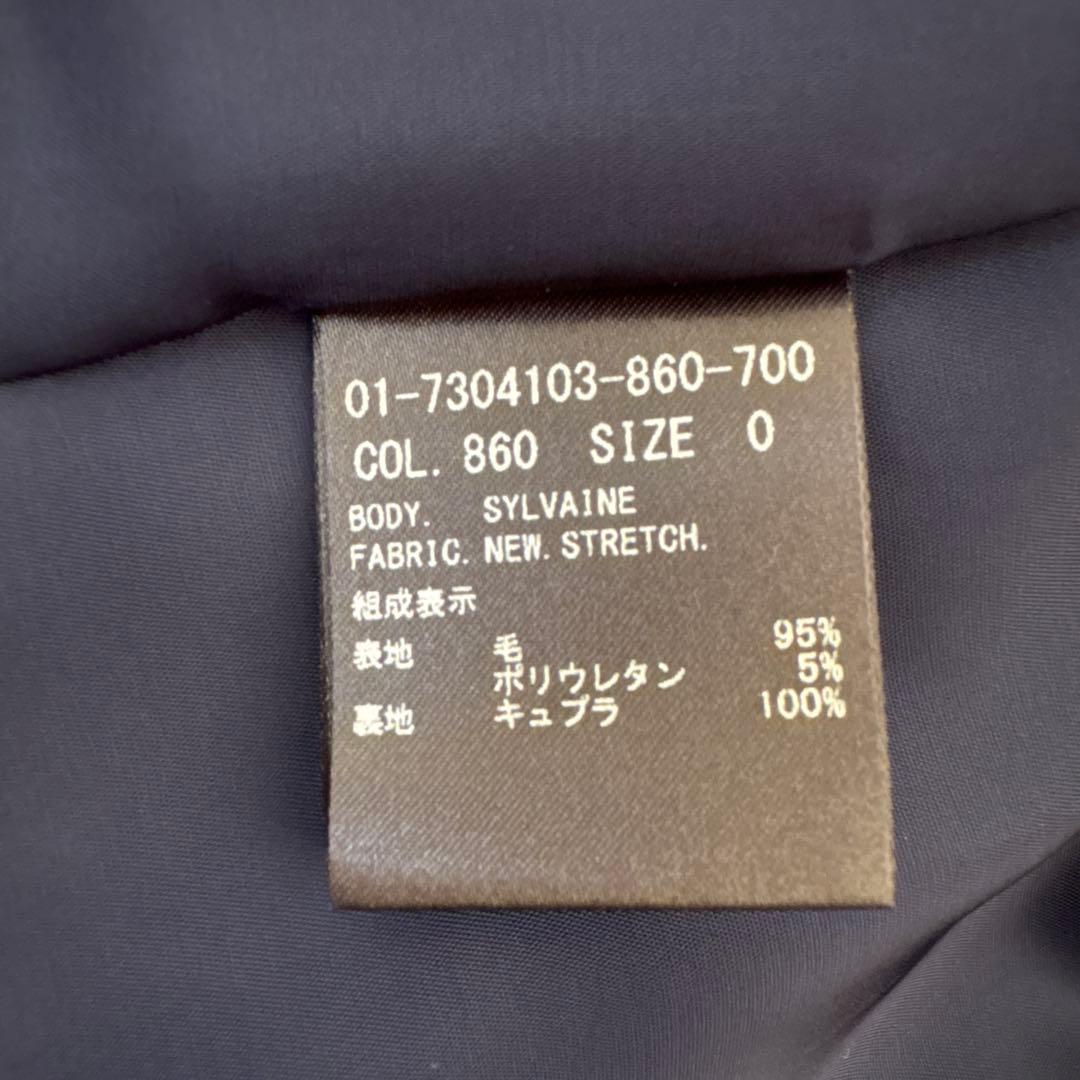 01-7304103-860-700
COL. 860 SIZE 0
BODY. SYLVAINE
FABRIC. NEW. STRETCH.
組成表示
表地 毛 95%
ポリウレタン 5%
裏地 キュプラ 100%